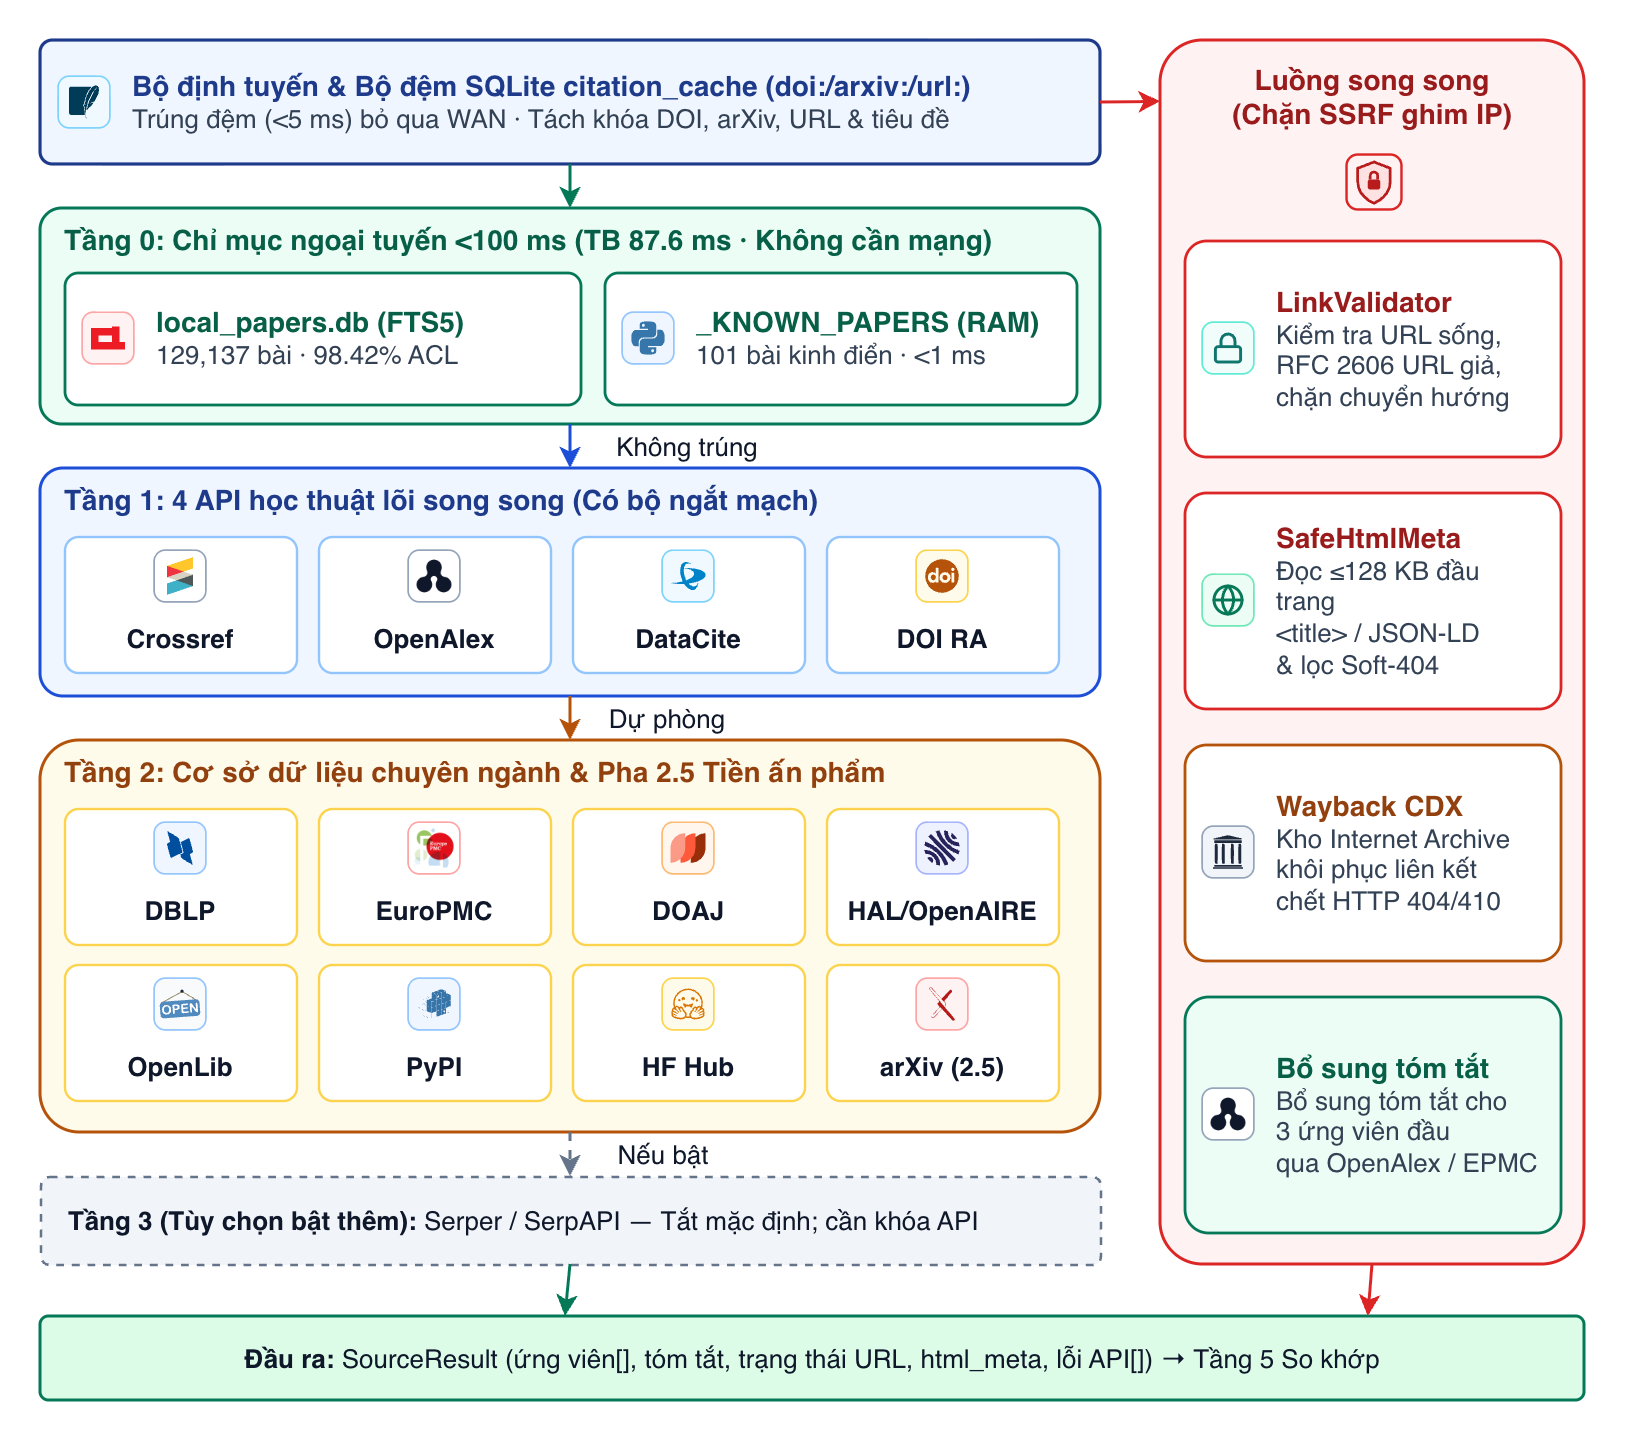 Bộ định tuyến & Bộ đệm SQLite citation_cache (doi:/arxiv:/url:)
Trúng đệm (<5 ms) bỏ qua WAN · Tách khóa DOI, arXiv, URL & tiêu đề
Tầng 0: Chỉ mục ngoại tuyến <100 ms (TB 87.6 ms · Không cần mạng)
local_papers.db (FTS5)
129,137 bài · 98.42% ACL
_KNOWN_PAPERS (RAM)
101 bài kinh điển · <1 ms
Không trúng
Tầng 1: 4 API học thuật lõi song song (Có bộ ngắt mạch)
Crossref
OpenAlex
DataCite
doi
DOI RA
Dự phòng
Tầng 2: Cơ sở dữ liệu chuyên ngành & Pha 2.5 Tiền ấn phẩm
DBLP
Europe PMC
EuroPMC
DOAJ
HAL/OpenAIRE
OPEN
OpenLib
PyPI
HF Hub
arXiv (2.5)
Nếu bật
Tầng 3 (Tùy chọn bật thêm): Serper / SerpAPI — Tắt mặc định; cần khóa API
Luồng song song
(Chặn SSRF ghim IP)
LinkValidator
Kiểm tra URL sống,
RFC 2606 URL giả,
chặn chuyển hướng
SafeHtmlMeta
Đọc ≤128 KB đầu
trang
<title> / JSON-LD
& lọc Soft-404
Wayback CDX
Kho Internet Archive
khôi phục liên kết
chết HTTP 404/410
Bổ sung tóm tắt
Bổ sung tóm tắt cho
3 ứng viên đầu
qua OpenAlex / EPMC
Đầu ra: SourceResult (ứng viên[], tóm tắt, trạng thái URL, html_meta, lỗi API[]) → Tầng 5 So khớp